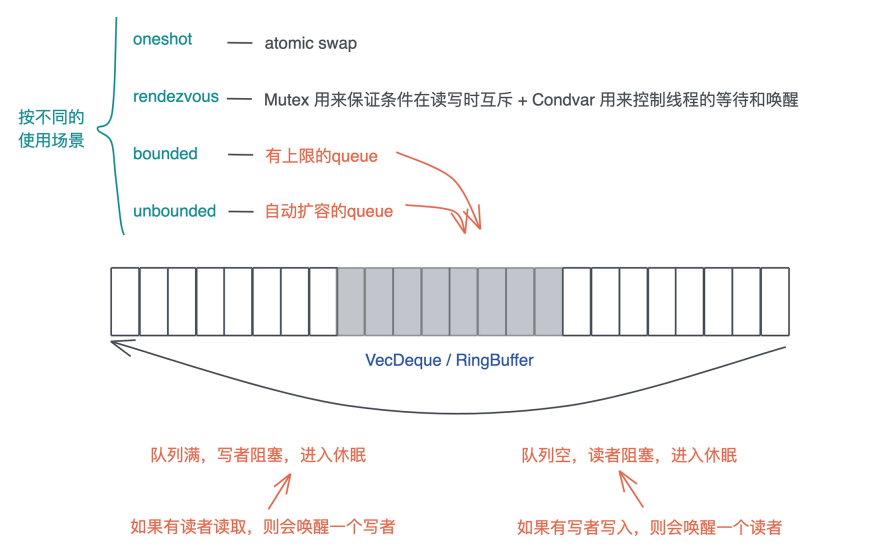 oneshot — atomic swap
rendezvous — Mutex 用来保证条件在读写时互斥 + Condvar 用来控制线程的等待和唤醒
按不同的
使用场景
bounded — 有上限的queue
unbounded — 自动扩容的queue
VecDeque / RingBuffer
队列满，写者阻塞，进入休眠
队列空，读者阻塞，进入休眠
如果有读者读取，则会唤醒一个写者
如果有写者写入，则会唤醒一个读者